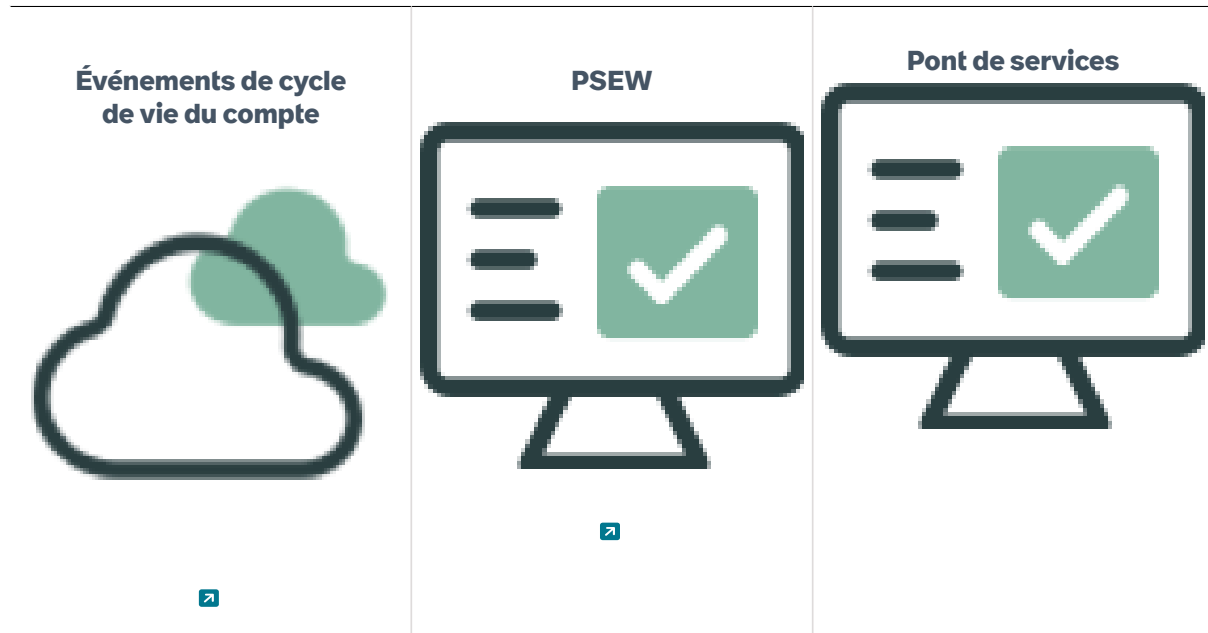 Événements de cycle
de vie du compte
PSEW
Pont de services